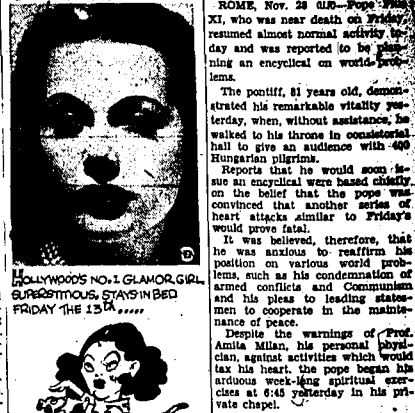 HOLLYWOOD'S NO. 1 GLAMOR GIRL,
SUPERSTITIOUS, STAYS IN BED
FRIDAY THE 13TH.....
ROME, Nov. 28 (UP)—Pope Pius
XI, who was near death on Friday,
resumed almost normal activity to-
day and was reported to be plan-
ning an encyclical on world prob-
lems.
The pontiff, 81 years old, demon-
strated his remarkable vitality yes-
terday, when, without assistance, he
walked to his throne in consistorial
hall to give an audience with 400
Hungarian pilgrims.
Reports that he would soon is-
sue an encyclical were based chiefly
on the belief that the pope was
convinced that another series of
heart attacks similar to Friday's
would prove fatal.
It was believed, therefore, that
he was anxious to reaffirm his
position on various world prob-
lems, such as his condemnation of
armed conflicts and Communism
and his pleas to leading states-
men to cooperate in the mainte-
nance of peace.
Despite the warnings of Prof.
Amita Milan, his personal physi-
cian, against activities which would
tax his heart, the pope began his
arduous week-long spiritual exer-
cises at 6:45 yesterday in his pri-
vate chapel.